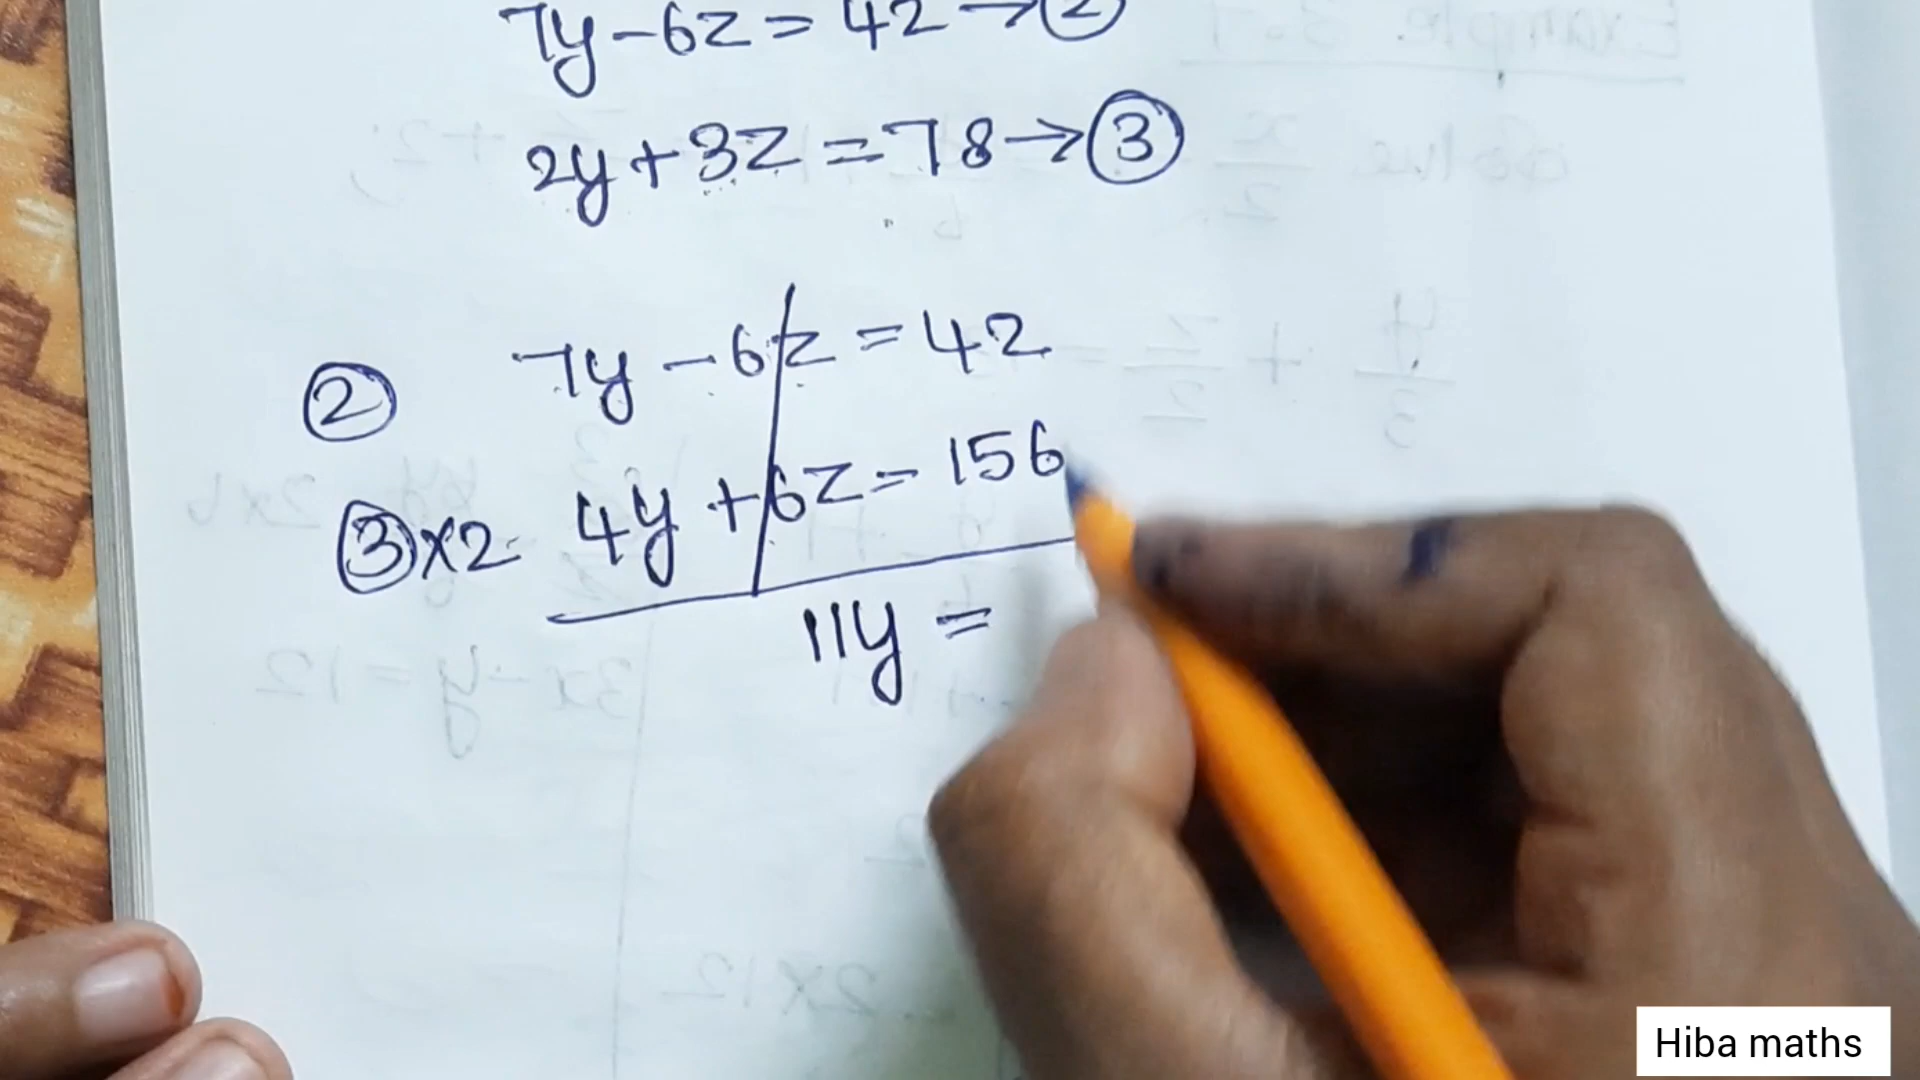 7y - 6z = 42 → ②
2y + 3z = 78 → ③
② 7y - 6z = 42
③×2 4y + 6z = 156
11y =
Hiba maths